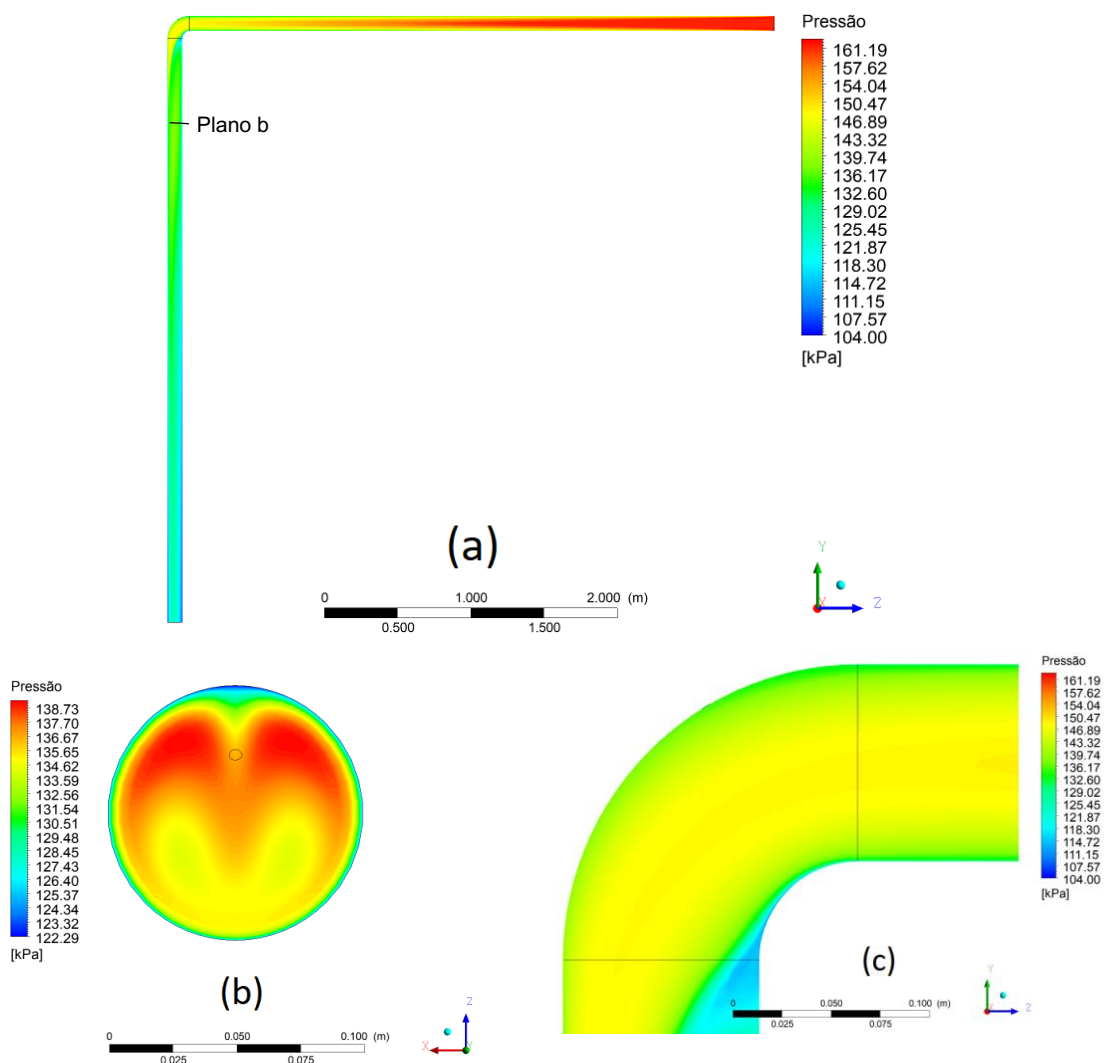 Pressão
161.19
157.62
154.04
150.47
146.89
143.32
139.74
136.17
132.60
129.02
125.45
121.87
118.30
114.72
111.15
107.57
104.00
[kPa]
Plano b
(a)
0 1.000 2.000 (m)
0.500 1.500
Y
X Z
Pressão
138.73
137.70
136.67
135.65
134.62
133.59
132.56
131.54
130.51
129.48
128.45
127.43
126.40
125.37
124.34
123.32
122.29
[kPa]
(b)
0 0.050 0.100 (m)
0.025 0.075
Z
X Y
Pressão
161.19
157.62
154.04
150.47
146.89
143.32
139.74
136.17
132.60
129.02
125.45
121.87
118.30
114.72
111.15
107.57
104.00
[kPa]
(c)
0 0.050 0.100 (m)
0.025 0.075
Y
X Z